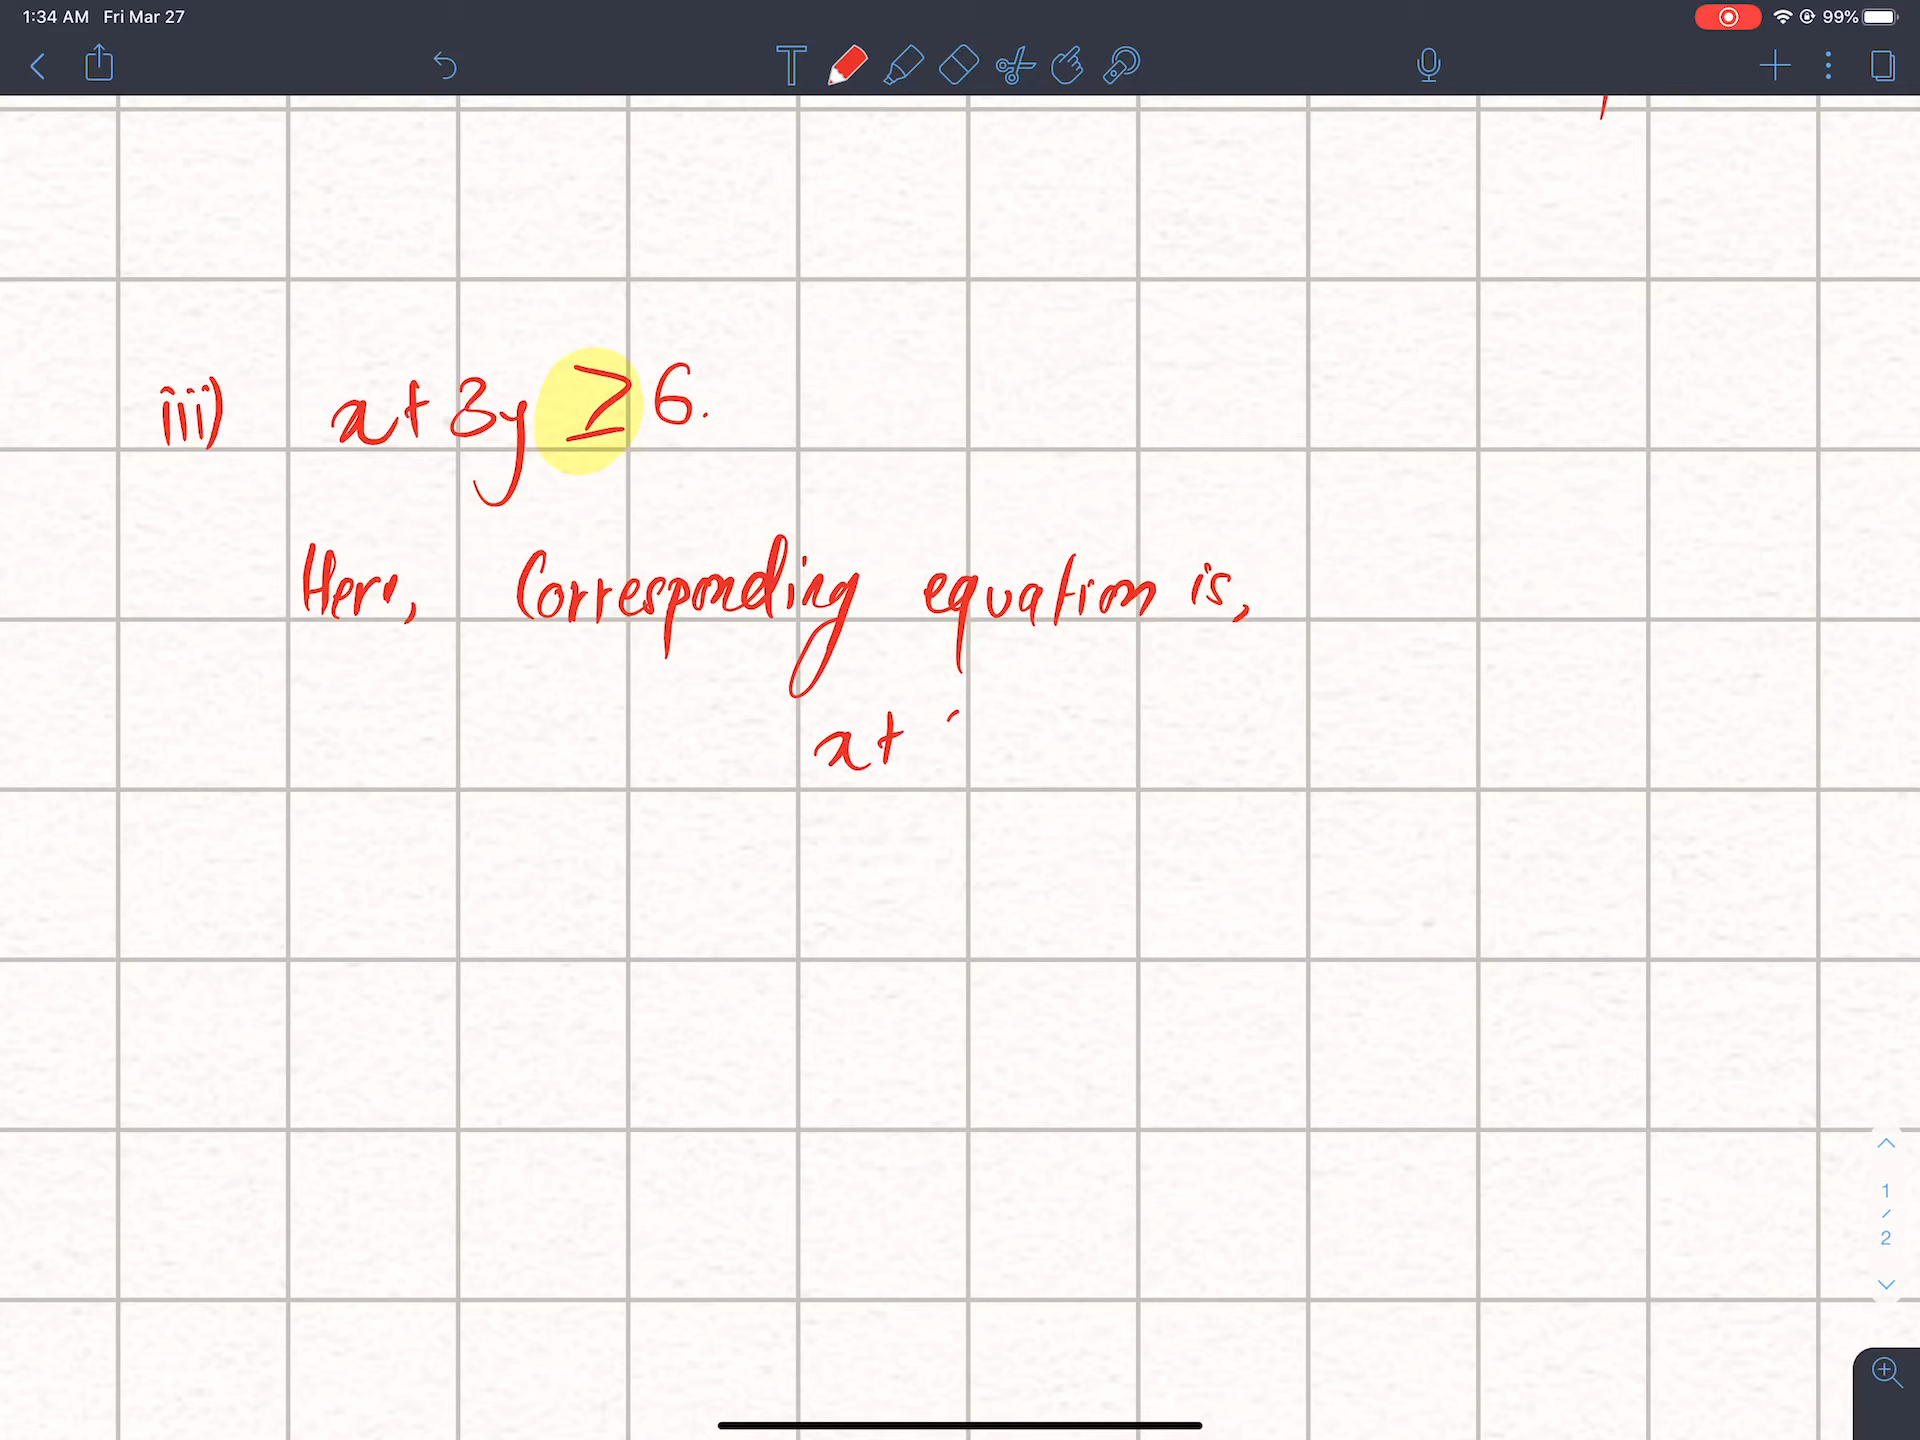 1:34 AM Fri Mar 27
99%
iii) x+3y ≥ 6.
Here, Corresponding equation is,
x+
1
/
2